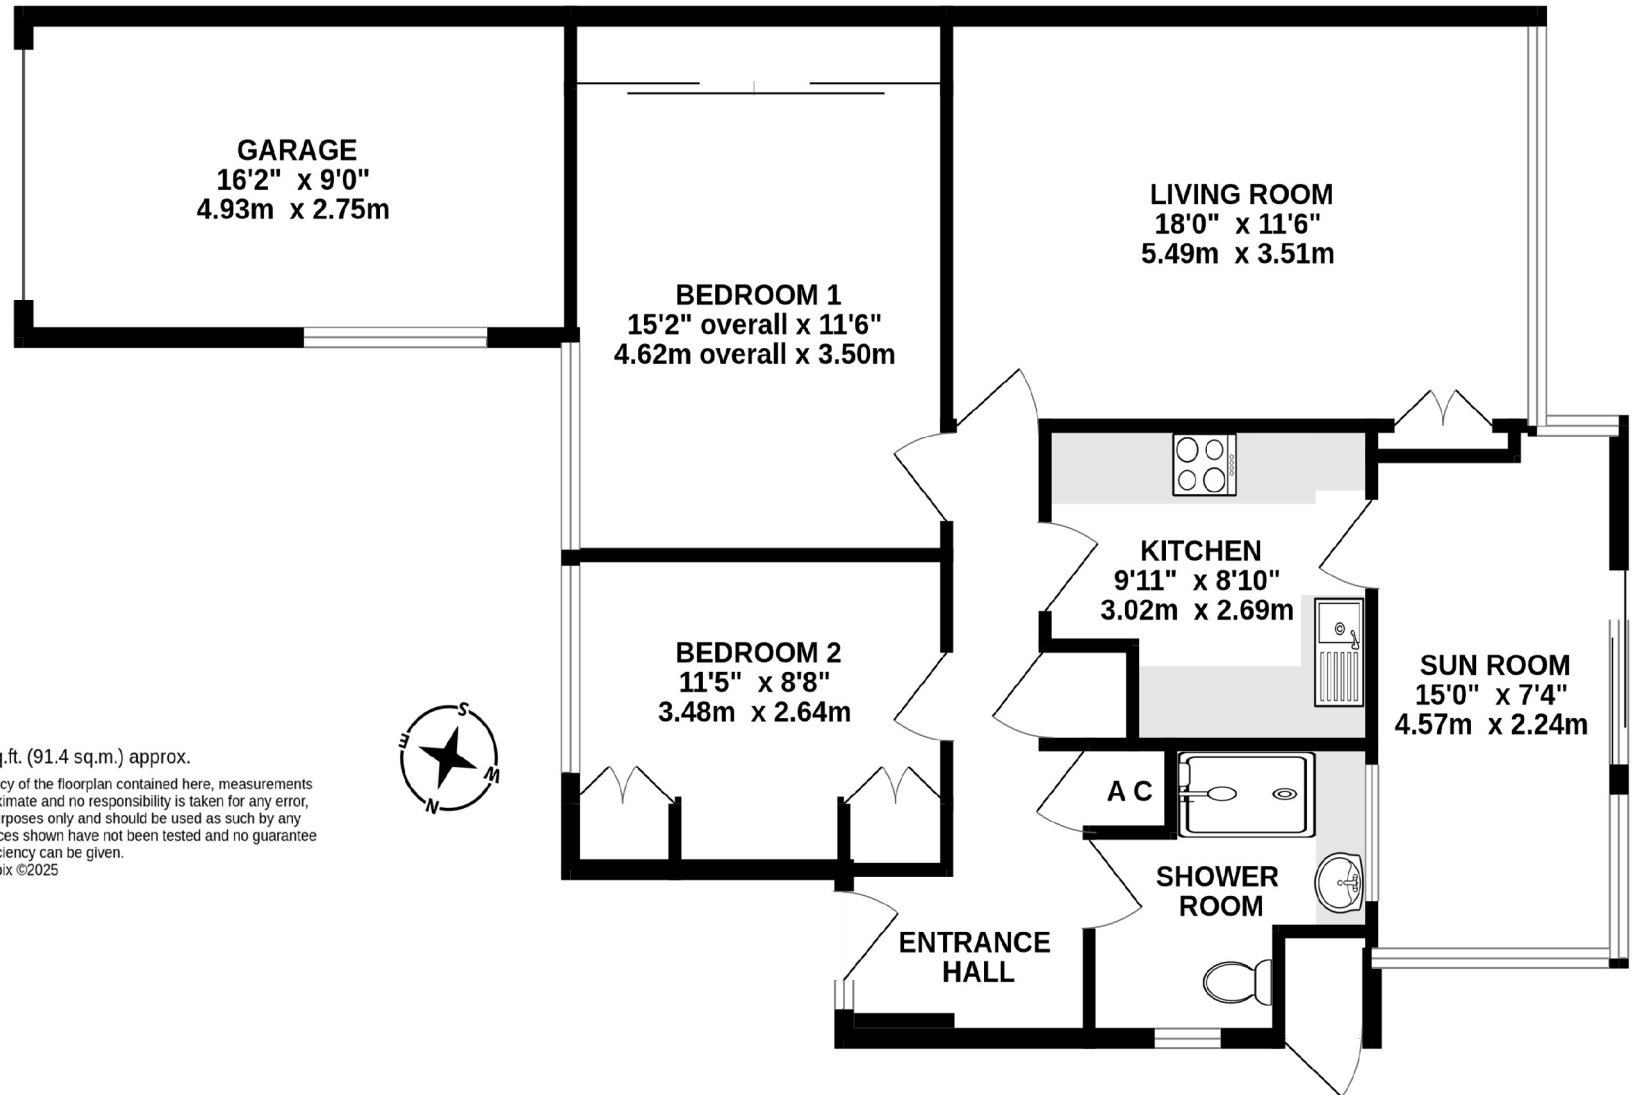 GARAGE
16'2" x 9'0"
4.93m x 2.75m
LIVING ROOM
18'0" x 11'6"
5.49m x 3.51m
BEDROOM 1
15'2" overall x 11'6"
4.62m overall x 3.50m
KITCHEN
9'11" x 8'10"
3.02m x 2.69m
BEDROOM 2
11'5" x 8'8"
3.48m x 2.64m
SUN ROOM
15'0" x 7'4"
4.57m x 2.24m
S
E
W
N
A C
SHOWER
ROOM
ENTRANCE
HALL
.ft. (91.4 sq.m.) approx.
of the floorplan contained here, measurements
and no responsibility is taken for any error,
purposes only and should be used as such by any
shown have not been tested and no guarantee
can be given.
©2025